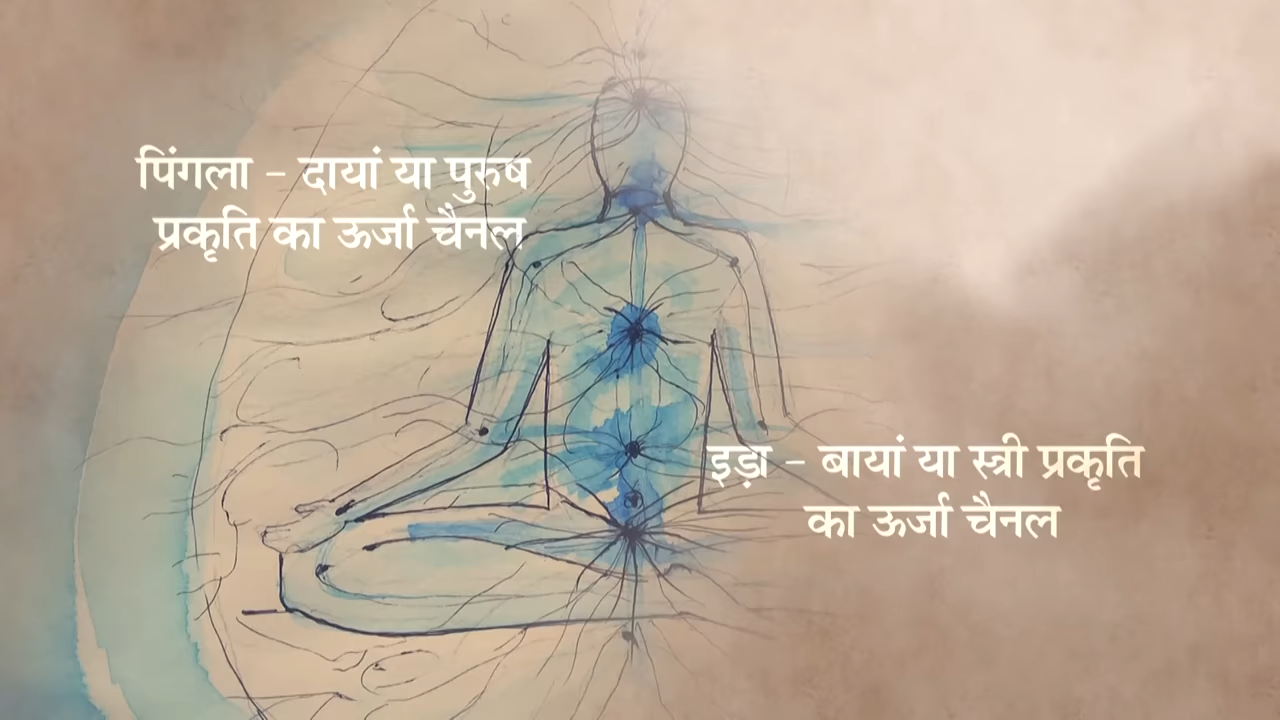 पिंगला - दायां या पुरुष
प्रकृति का ऊर्जा चैनल
इड़ा - बायां या स्त्री प्रकृति
का ऊर्जा चैनल